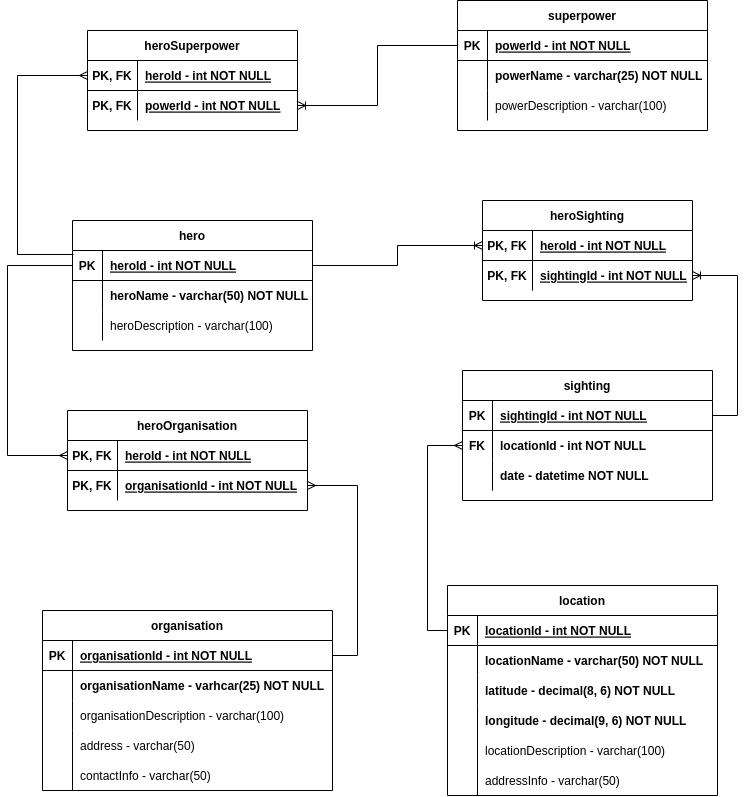 heroSuperpower
PK, FK heroId - int NOT NULL
PK, FK powerId - int NOT NULL
superpower
PK powerId - int NOT NULL
powerName - varchar(25) NOT NULL
powerDescription - varchar(100)
hero
PK heroId - int NOT NULL
heroName - varchar(50) NOT NULL
heroDescription - varchar(100)
heroSighting
PK, FK heroId - int NOT NULL
PK, FK sightingId - int NOT NULL
heroOrganisation
PK, FK heroId - int NOT NULL
PK, FK organisationId - int NOT NULL
sighting
PK sightingId - int NOT NULL
FK locationId - int NOT NULL
date - datetime NOT NULL
organisation
PK organisationId - int NOT NULL
organisationName - varhcar(25) NOT NULL
organisationDescription - varchar(100)
address - varchar(50)
contactInfo - varchar(50)
location
PK locationId - int NOT NULL
locationName - varchar(50) NOT NULL
latitude - decimal(8, 6) NOT NULL
longitude - decimal(9, 6) NOT NULL
locationDescription - varchar(100)
addressInfo - varchar(50)